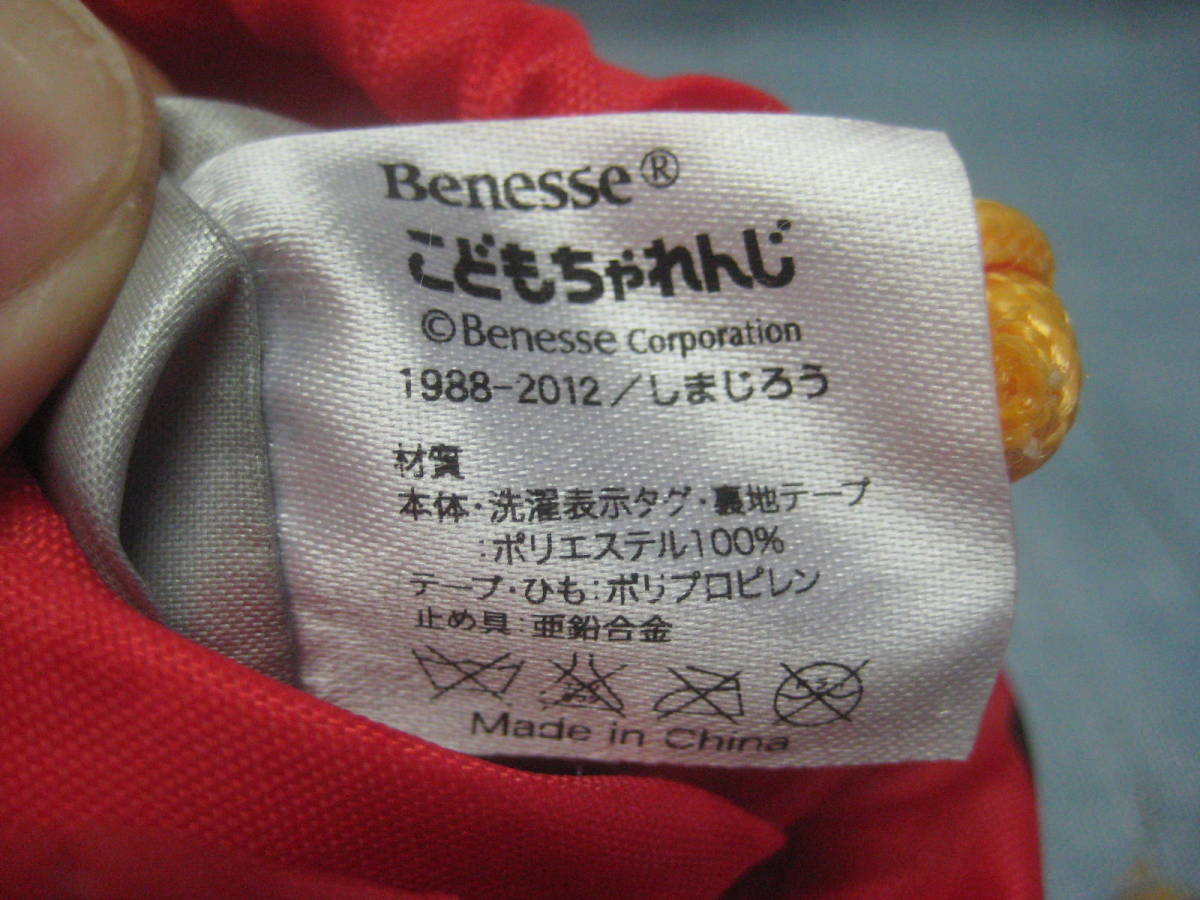 Benesse®
こどもちゃれんじ
©Benesse Corporation
1988-2012/しまじろう
材質
本体・洗濯表示タグ・裏地テープ
:ポリエステル100%
テープ・ひも:ポリプロピレン
止め具:亜鉛合金
Made in China